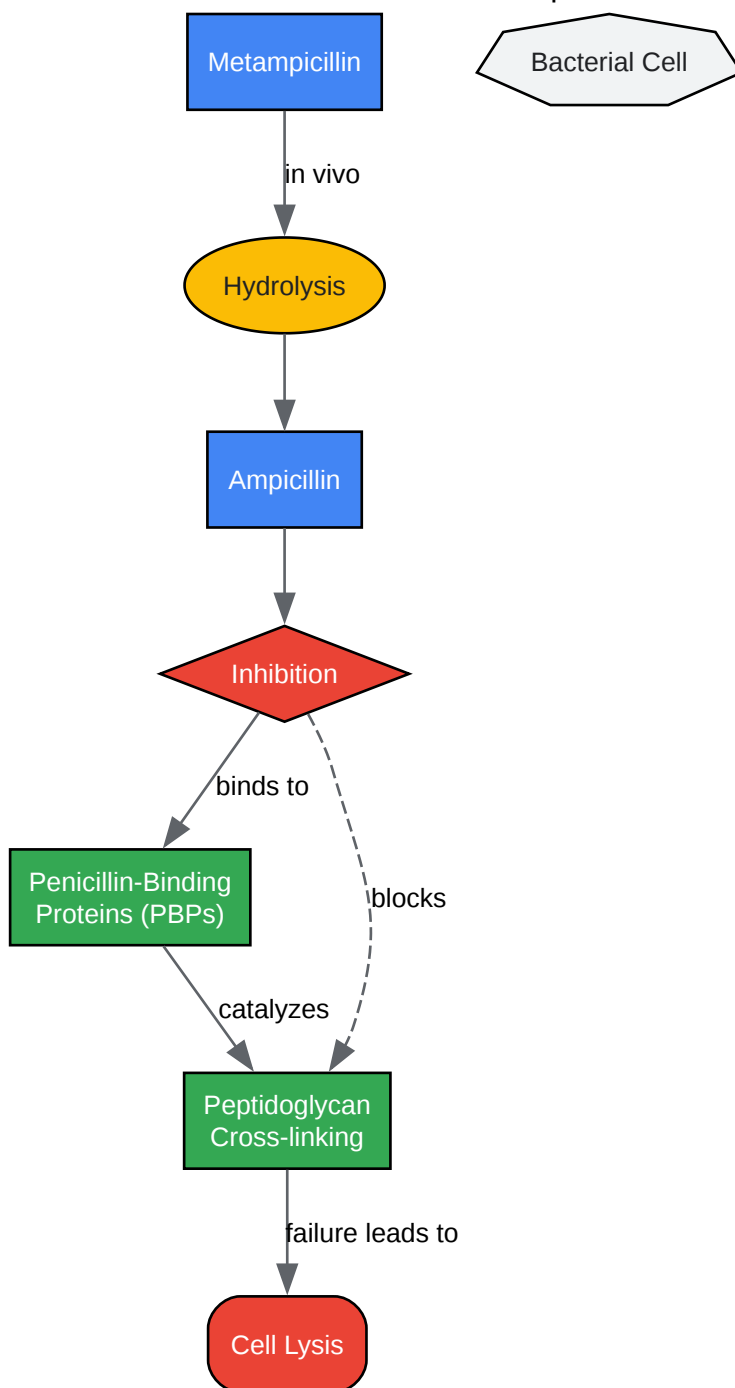 Metampicillin
Bacterial Cell
in vivo
Hydrolysis
Ampicillin
Inhibition
binds to
Penicillin-Binding
Proteins (PBPs)
blocks
catalyzes
Peptidoglycan
Cross-linking
failure leads to
Cell Lysis